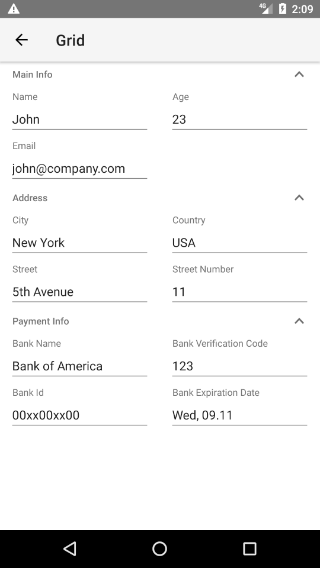 4G 2:09
Grid
Main Info
Name Age
John 23
Email
john@company.com
Address
City Country
New York USA
Street Street Number
5th Avenue 11
Payment Info
Bank Name Bank Verification Code
Bank of America 123
Bank Id Bank Expiration Date
00xx00xx00 Wed, 09.11